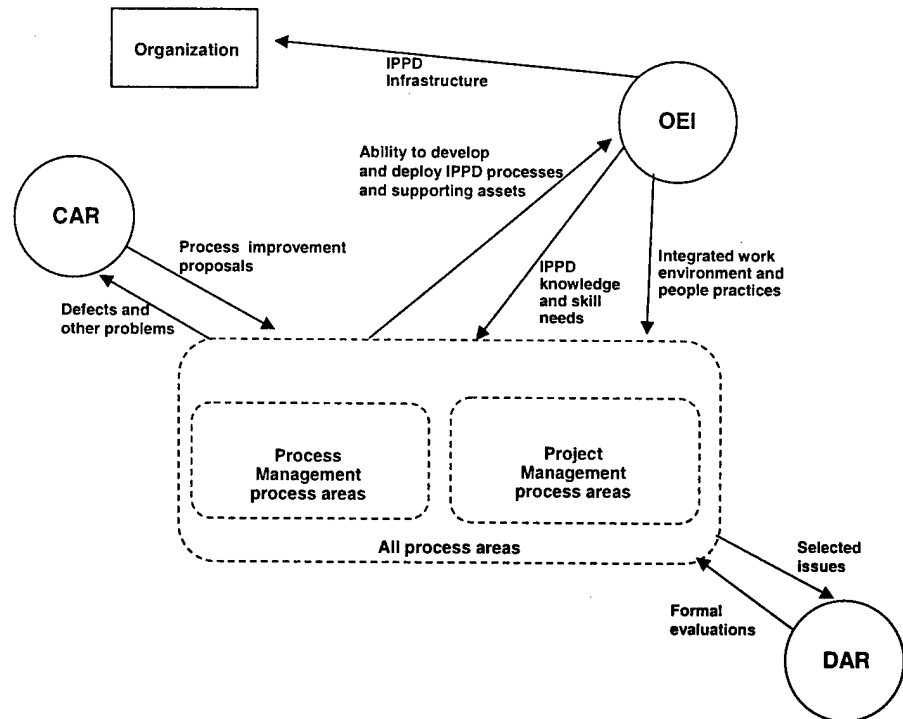 Organization
IPPD
Infrastructure
OEI
Ability to develop
and deploy IPPD processes
and supporting assets
CAR
Process improvement
proposals
Defects and
other problems
IPPD
knowledge
and skill
needs
Integrated work
environment and
people practices
Process
Management
process areas
Project
Management
process areas
All process areas
Selected
issues
Formal
evaluations
DAR